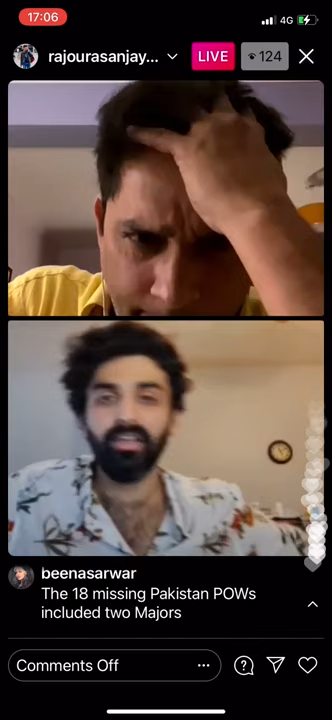 17:06
4G
rajourasanjay...
LIVE
124
beenasarwar
The 18 missing Pakistan POWs
included two Majors
Comments Off